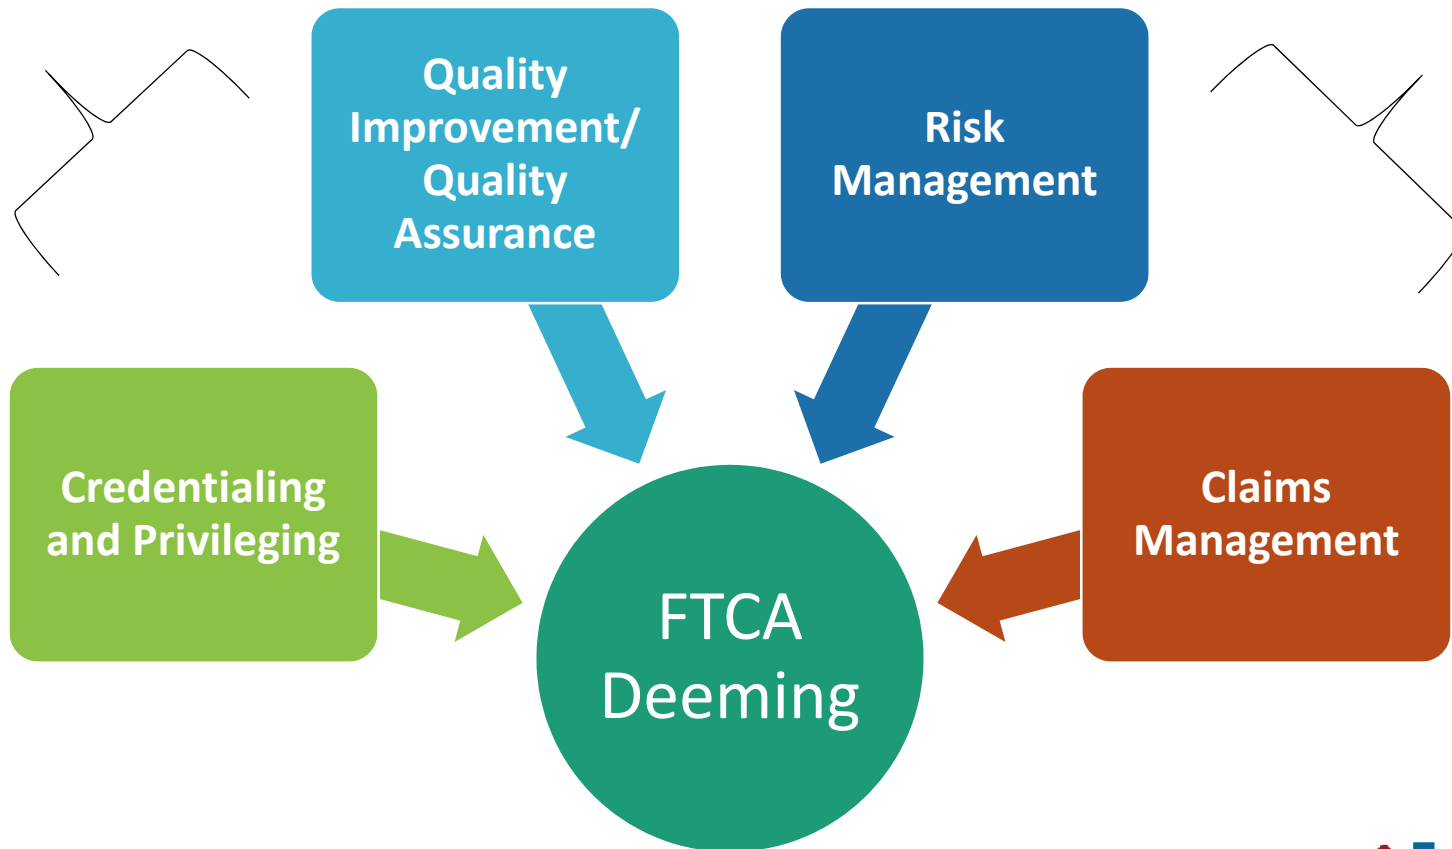 Quality
Improvement/
Quality
Assurance
Risk
Management
Credentialing
and Privileging
Claims
Management
FTCA
Deeming